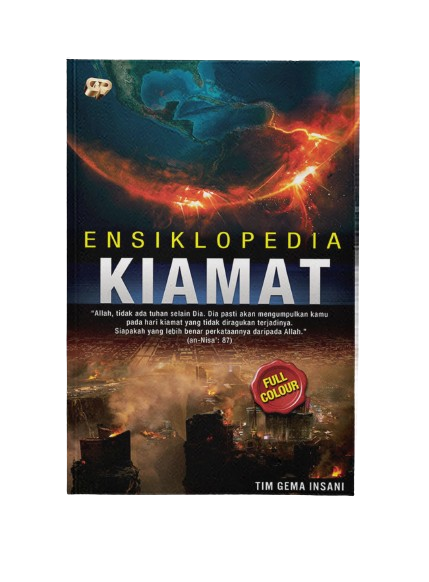 ENSIKLOPEDIA
KIAMAT
"Allah, tidak ada tuhan selain Dia. Dia pasti akan mengumpulkan kamu
pada hari kiamat yang tidak diragukan terjadinya.
Siapakah yang lebih benar perkataannya daripada Allah."
(an-Nisa': 87)
FULL
COLOUR
TIM GEMA INSANI